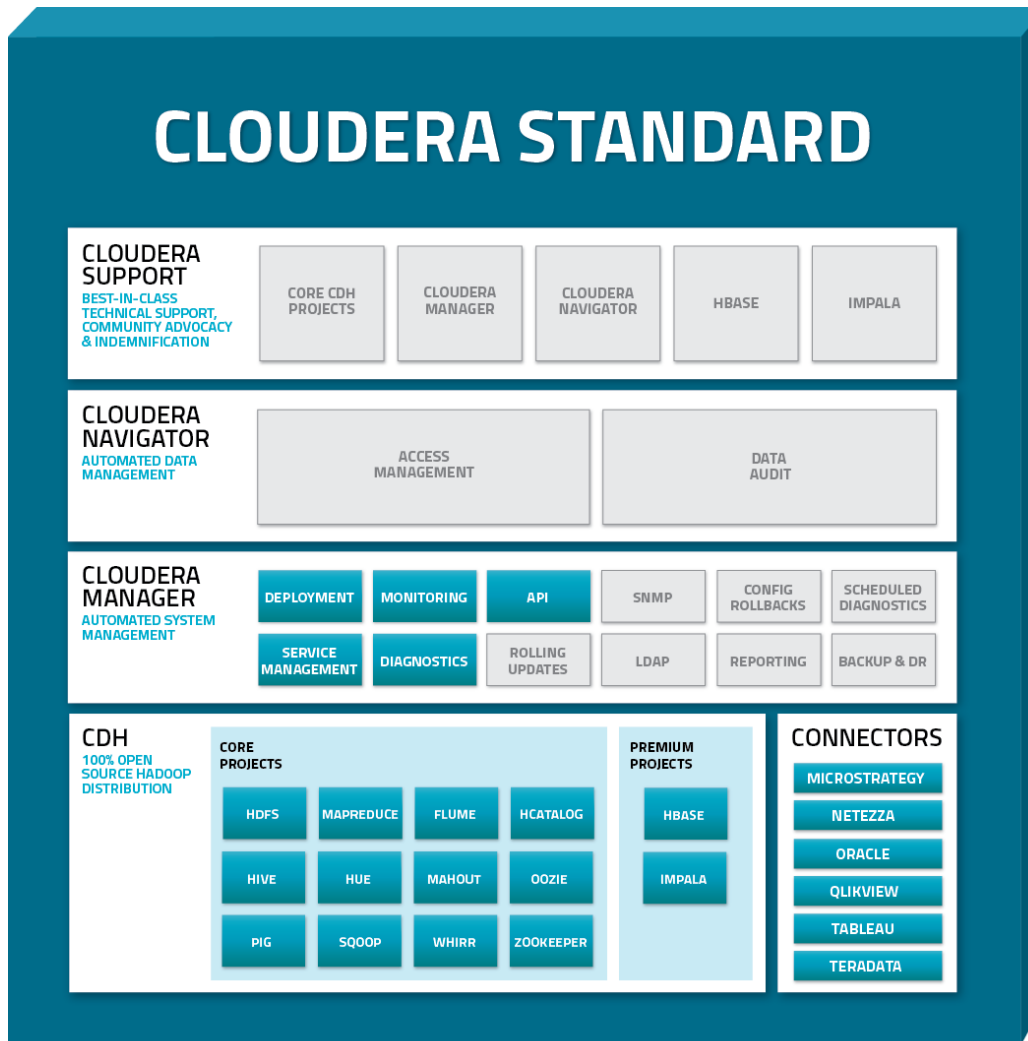 CLOUDERA STANDARD
CLOUDERA
SUPPORT
BEST-IN-CLASS
TECHNICAL SUPPORT,
COMMUNITY ADVOCACY
& INDEMNIFICATION
CORE CDH
PROJECTS
CLOUDERA
MANAGER
CLOUDERA
NAVIGATOR
HBASE
IMPALA
CLOUDERA
NAVIGATOR
AUTOMATED DATA
MANAGEMENT
ACCESS
MANAGEMENT
DATA
AUDIT
CLOUDERA
MANAGER
AUTOMATED SYSTEM
MANAGEMENT
DEPLOYMENT
MONITORING
API
SNMP
CONFIG
ROLLBACKS
SCHEDULED
DIAGNOSTICS
SERVICE
MANAGEMENT
DIAGNOSTICS
ROLLING
UPDATES
LDAP
REPORTING
BACKUP & DR
CDH
100% OPEN
SOURCE HADOOP
DISTRIBUTION
CORE
PROJECTS
HDFS
MAPREDUCE
FLUME
HCATALOG
HIVE
HUE
MAHOUT
OOZIE
PIG
SQOOP
WHIRR
ZOOKEEPER
PREMIUM
PROJECTS
HBASE
IMPALA
CONNECTORS
MICROSTRATEGY
NETEZZA
ORACLE
QLIKVIEW
TABLEAU
TERADATA